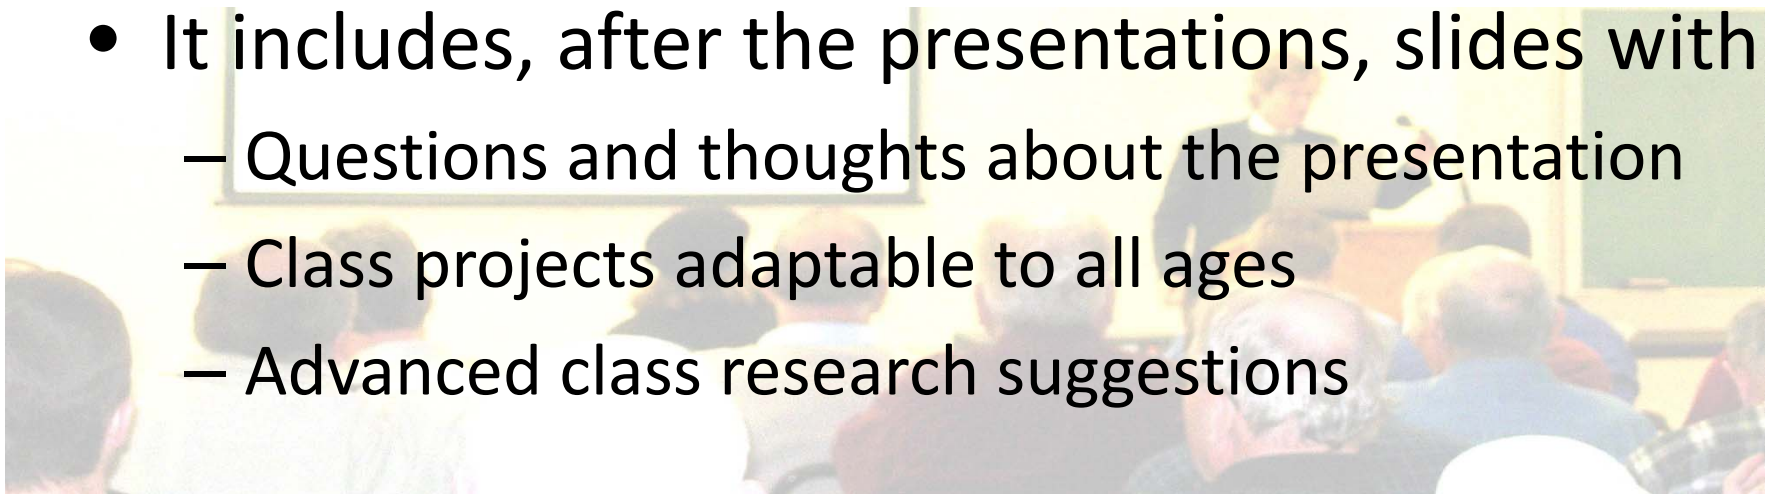 • It includes, after the presentations, slides with
– Questions and thoughts about the presentation
– Class projects adaptable to all ages
– Advanced class research suggestions